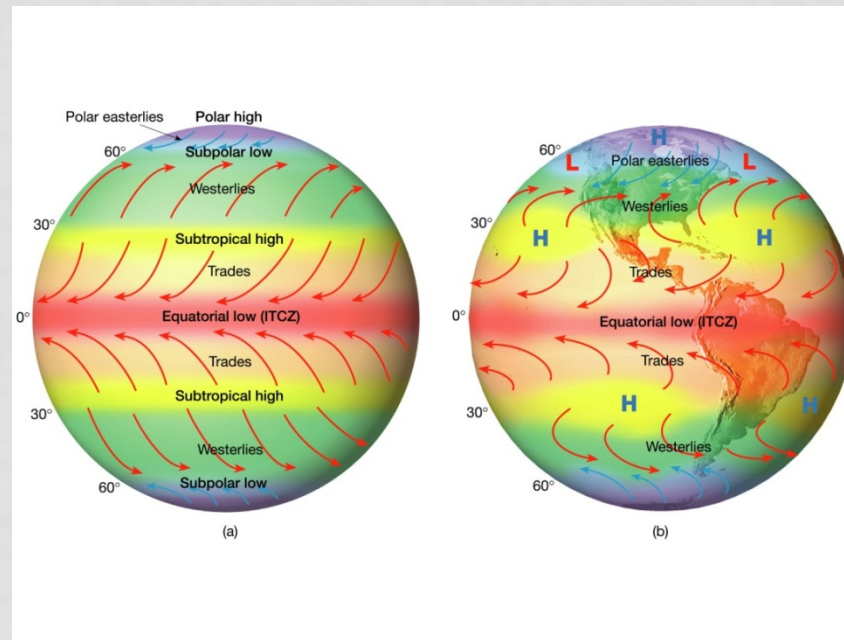 Polar easterlies
Polar high
60°
Subpolar low
Westerlies
30°
Subtropical high
Trades
0°
Equatorial low (ITCZ)
Trades
Subtropical high
30°
Westerlies
60°
Subpolar low
(a)
H
60°
L
Polar easterlies
L
Westerlies
30°
H
H
Trades
0°
Equatorial low (ITCZ)
Trades
30°
H
H
Westerlies
60°
(b)